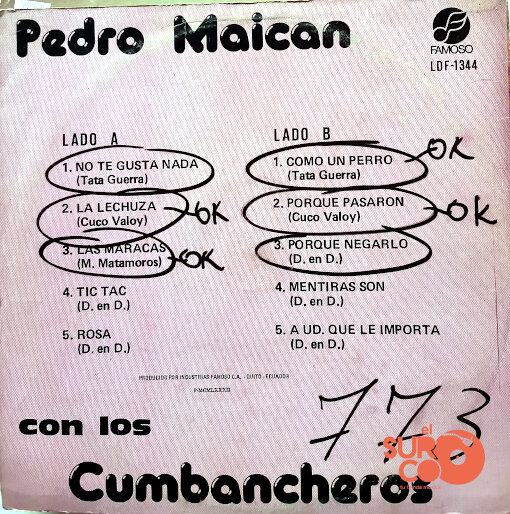 Pedro Maican
FAMOSO
LDF-1344
LADO A
1. NO TE GUSTA NADA
(Tata Guerra)
2. LA LECHUZA OK
(Cuco Valoy)
3. LAS MARACAS
(M. Matamoros) OK
4. TIC TAC
(D. en D.)
5. ROSA
(D. en D.)
LADO B
1. COMO UN PERRO OK
(Tata Guerra)
2. PORQUE PASARON
(Cuco Valoy) OK
3. PORQUE NEGARLO
(D. en D.)
4. MENTIRAS SON
(D. en D.)
5. A UD. QUE LE IMPORTA
(D. en D.)
PRODUCIDO POR INDUSTRIAS FAMOSO C.A. - QUITO - ECUADOR
773
con los
Cumbancheros
el
SURCO
tu tienda musical